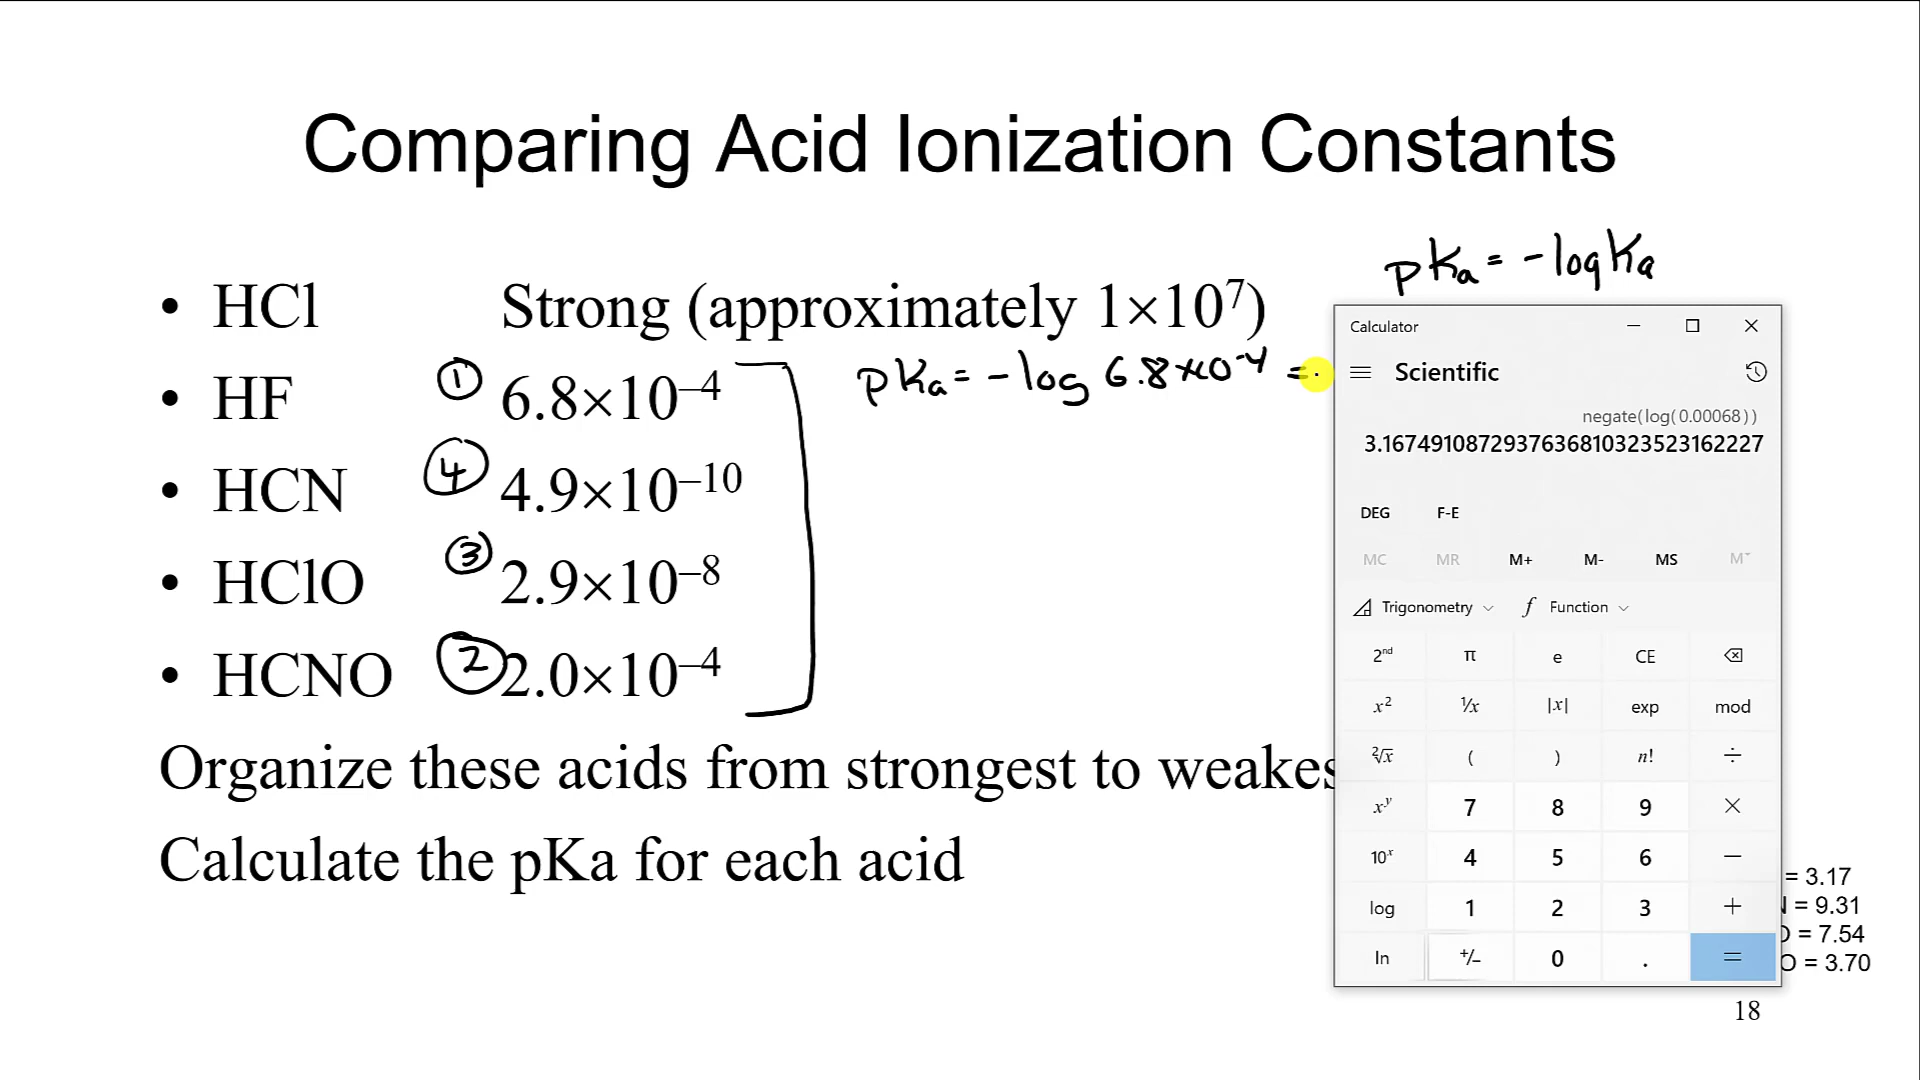 Comparing Acid Ionization Constants
pKa = -log Ka
• HCl Strong (approximately 1×10⁷)
• HF ① 6.8×10⁻⁴ pKa = -log 6.8×10⁻⁴ =
• HCN ④ 4.9×10⁻¹⁰
• HClO ③ 2.9×10⁻⁸
• HCNO ② 2.0×10⁻⁴
Organize these acids from strongest to weakes
Calculate the pKa for each acid
Calculator
Scientific
negate(log(0.00068))
3.1674910872937636810323523162227
DEG F-E
MC MR M+ M- MS M˅
Trigonometry f Function
2ⁿᵈ π e CE
x² ¹/x |x| exp mod
²√x ( ) n! ÷
xʸ 7 8 9 ×
10ˣ 4 5 6 −
log 1 2 3 +
ln +/− 0 . =
= 3.17
N = 9.31
O = 7.54
O = 3.70
18